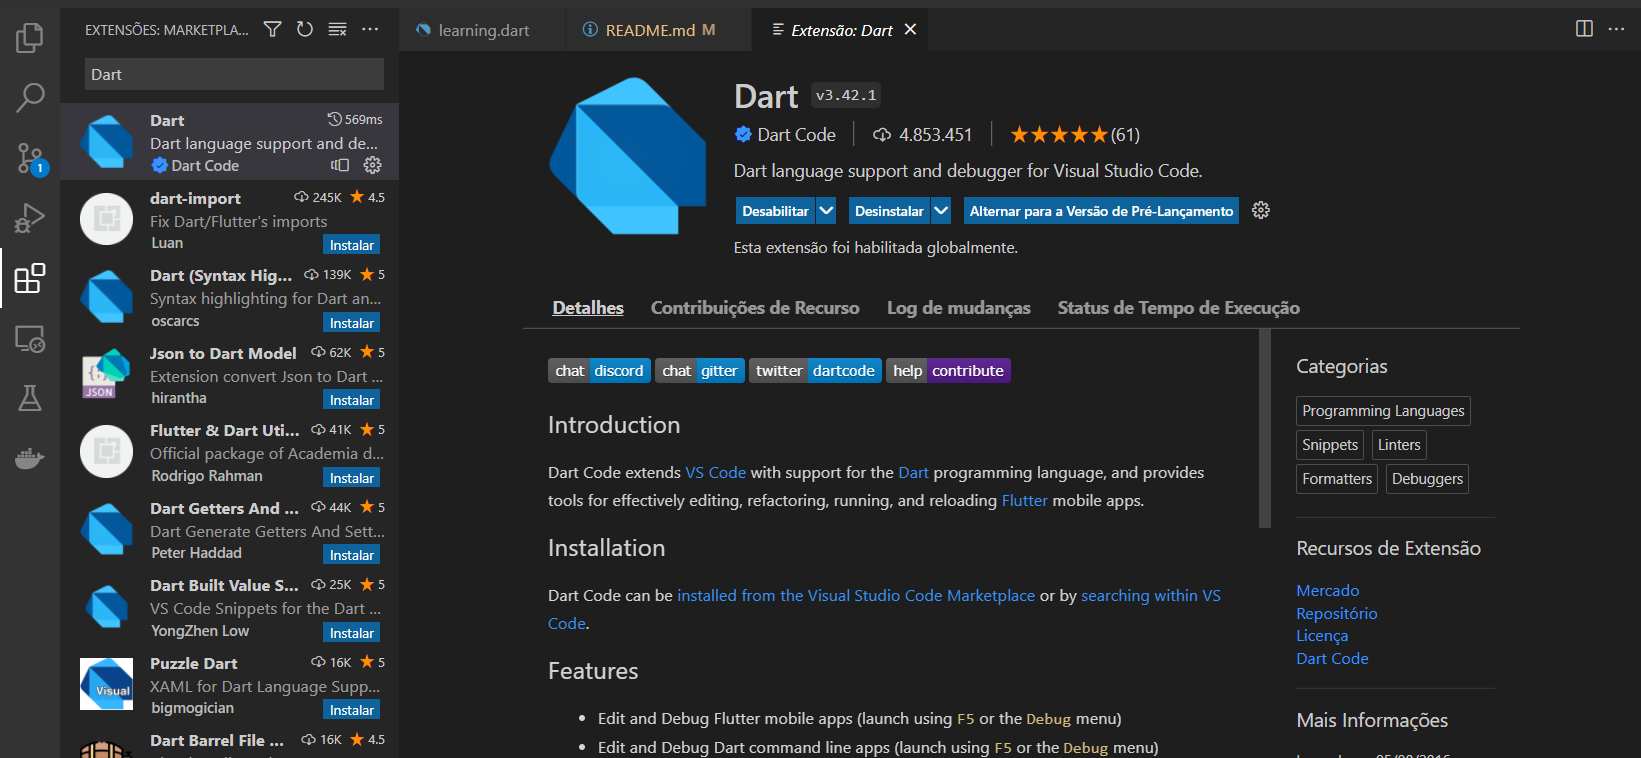 EXTENSÕES: MARKETPLA...
Dart
1
Dart
569ms
Dart language support and de...
Dart Code
dart-import
245K
4.5
Fix Dart/Flutter's imports
Luan
Instalar
Dart (Syntax Hig...
139K
5
Syntax highlighting for Dart an...
oscarcs
Instalar
Json to Dart Model
62K
5
Extension convert Json to Dart ...
hirantha
Instalar
JSON
Flutter & Dart Uti...
41K
5
Official package of Academia d...
Rodrigo Rahman
Instalar
Dart Getters And ...
44K
5
Dart Generate Getters And Sett...
Peter Haddad
Instalar
Dart Built Value S...
25K
5
VS Code Snippets for the Dart ...
YongZhen Low
Instalar
Puzzle Dart
16K
5
XAML for Dart Language Supp...
bigmogician
Instalar
Visual
Dart Barrel File ...
16K
4.5
learning.dart
README.md M
Extensão: Dart
Dart v3.42.1
Dart Code
4.853.451
(61)
Dart language support and debugger for Visual Studio Code.
Desabilitar
Desinstalar
Alternar para a Versão de Pré-Lançamento
Esta extensão foi habilitada globalmente.
Detalhes
Contribuições de Recurso
Log de mudanças
Status de Tempo de Execução
chat discord
chat gitter
twitter dartcode
help contribute
Introduction
Dart Code extends VS Code with support for the Dart programming language, and provides
tools for effectively editing, refactoring, running, and reloading Flutter mobile apps.
Installation
Dart Code can be installed from the Visual Studio Code Marketplace or by searching within VS
Code.
Features
• Edit and Debug Flutter mobile apps (launch using F5 or the Debug menu)
• Edit and Debug Dart command line apps (launch using F5 or the Debug menu)
Categorias
Programming Languages
Snippets
Linters
Formatters
Debuggers
Recursos de Extensão
Mercado
Repositório
Licença
Dart Code
Mais Informações